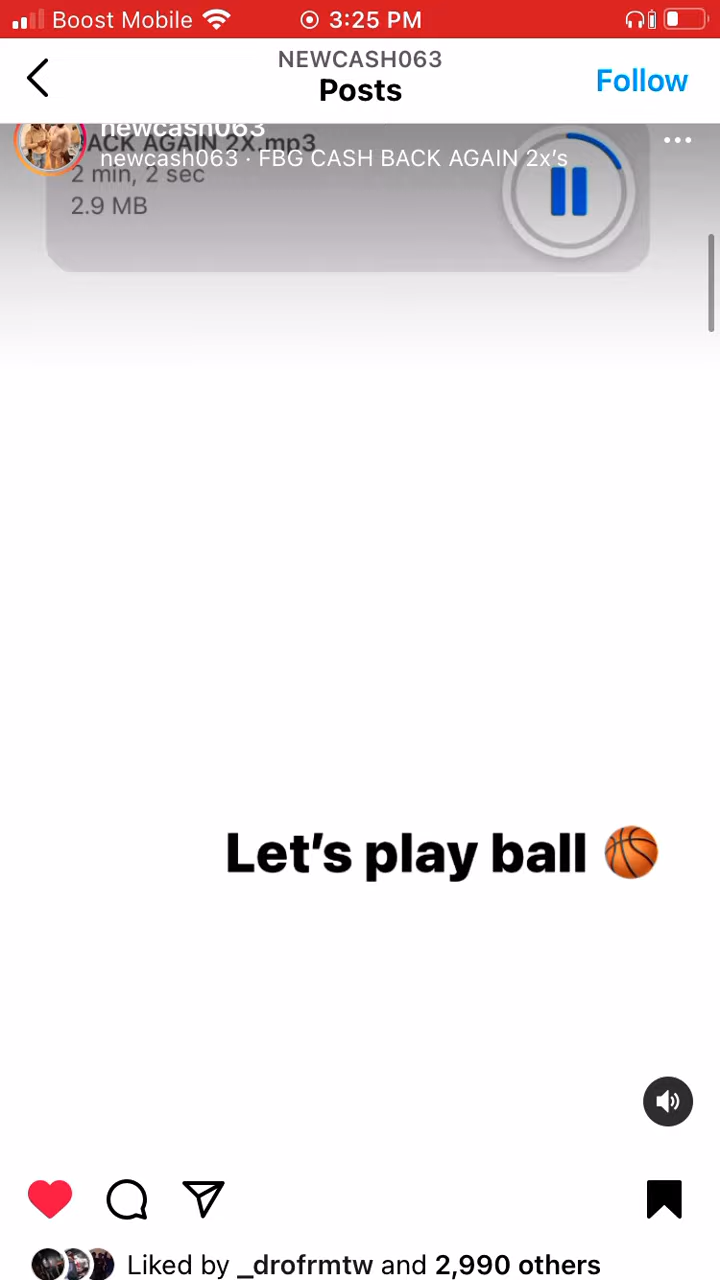 Boost Mobile 3:25 PM
NEWCASH063
Posts
Follow
newcash063
ACK AGAIN 2X.mp3
newcash063 · FBG CASH BACK AGAIN 2x’s
2 min, 2 sec
2.9 MB
Let’s play ball 🏀
Liked by _drofrmtw and 2,990 others